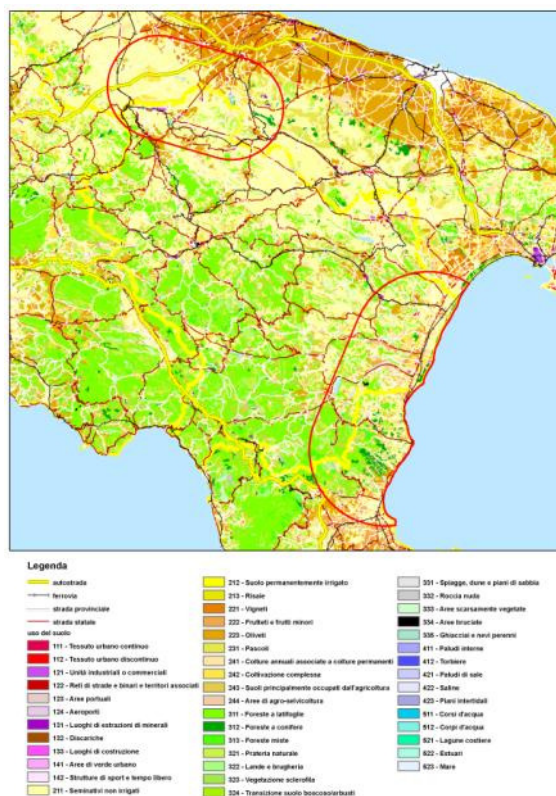 Legenda
autostrada
ferrovia
strada provinciale
strada statale
uso del suolo
111 - Tessuto urbano continuo
112 - Tessuto urbano discontinuo
121 - Unità industriali o commerciali
122 - Reti di strade e binari e territori associati
123 - Aree portuali
124 - Aeroporti
131 - Luoghi di estrazioni di minerali
132 - Discariche
133 - Luoghi di costruzione
141 - Aree di verde urbano
142 - Strutture di sport e tempo libero
211 - Seminativi non irrigati
212 - Suolo permanentemente irrigato
213 - Risaie
221 - Vigneti
222 - Frutteti e frutti minori
223 - Oliveti
231 - Pascoli
241 - Colture annuali associate a colture permanenti
242 - Coltivazione complessa
243 - Suoli principalmente occupati dall'agricoltura
244 - Aree di agro-selvicoltura
311 - Foreste a latifoglie
312 - Foreste a conifere
313 - Foreste miste
321 - Prateria naturale
322 - Lande e brugheria
323 - Vegetazione sclerofila
324 - Transizione suolo boscoso/arbusti
331 - Spiagge, dune e piani di sabbia
332 - Roccia nuda
333 - Aree scarsamente vegetate
334 - Aree bruciate
335 - Ghiacciai e nevi perenni
411 - Paludi interne
412 - Torbiere
421 - Paludi di sale
422 - Saline
423 - Piani intertidali
511 - Corsi d'acqua
512 - Corpi d'acqua
521 - Lagune costiere
522 - Estuari
523 - Mare